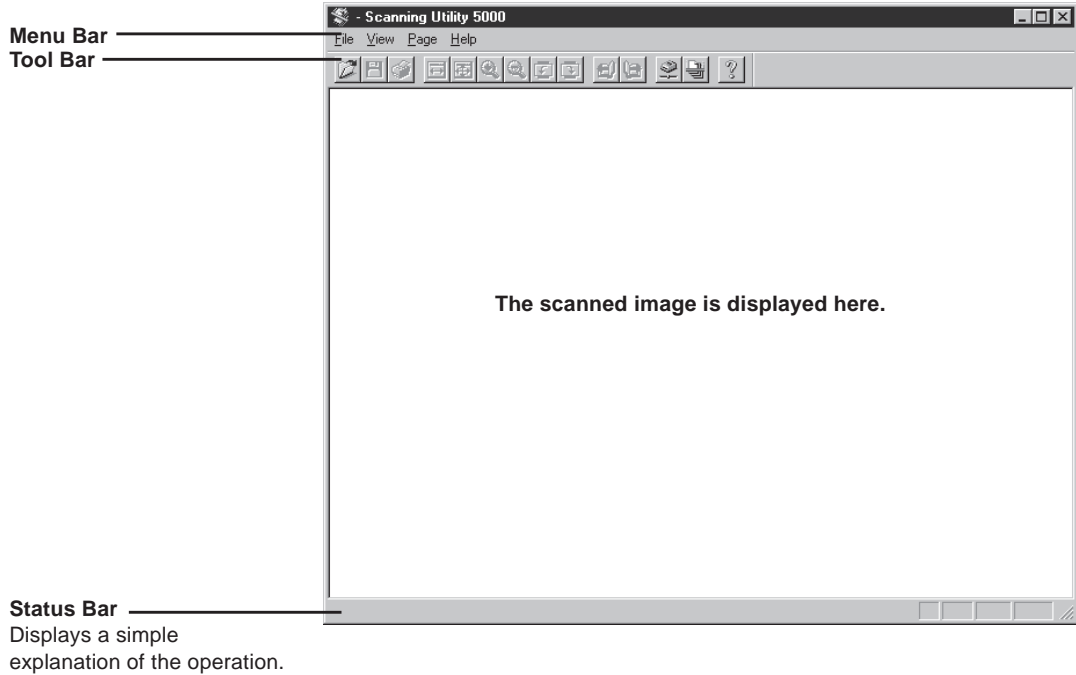 - Scanning Utility 5000
Menu Bar
File View Page Help
Tool Bar
The scanned image is displayed here.
Status Bar
Displays a simple
explanation of the operation.